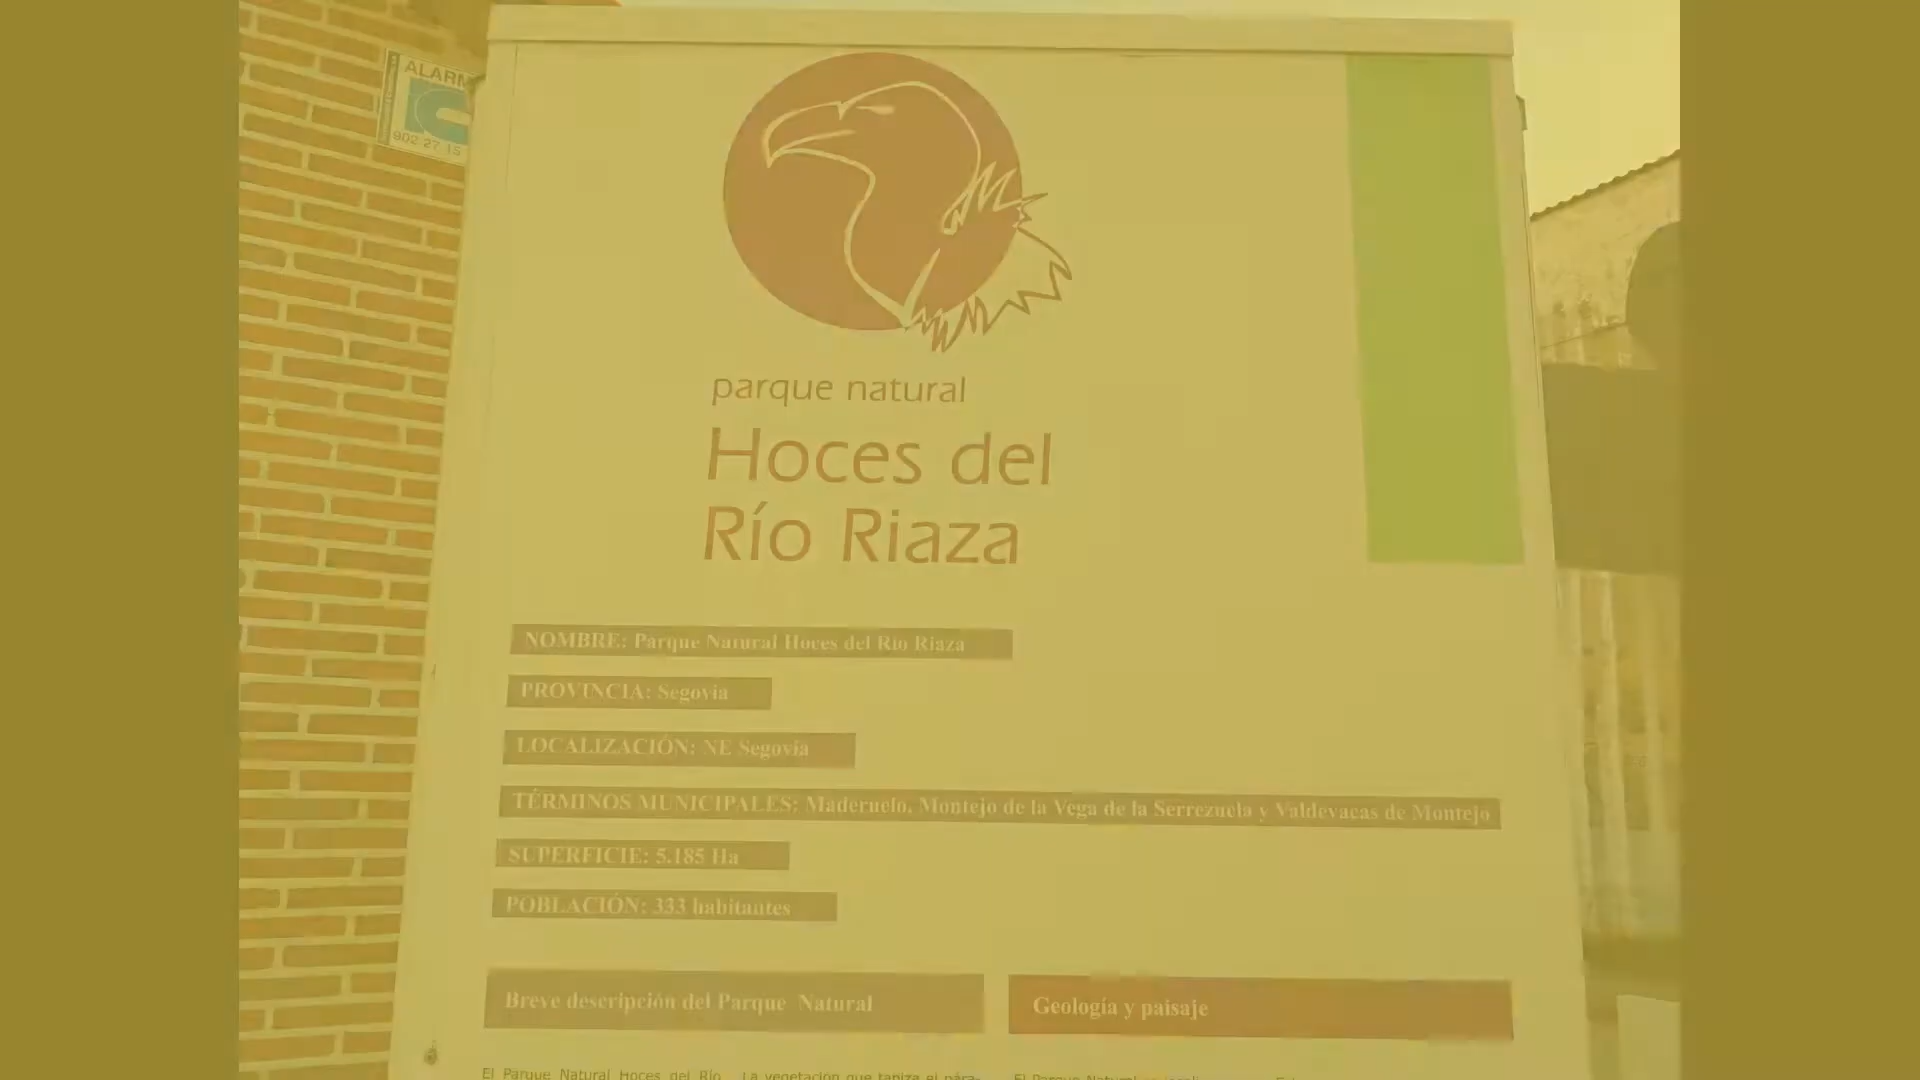 ALARM
902 27 15
parque natural
Hoces del
Río Riaza
NOMBRE: Parque Natural Hoces del Río Riaza
PROVINCIA: Segovia
LOCALIZACIÓN: NE Segovia
TÉRMINOS MUNICIPALES: Maderuelo, Montejo de la Vega de la Serrezuela y Valdevacas de Montejo
SUPERFICIE: 5.185 Ha
POBLACIÓN: 333 habitantes
Breve descripción del Parque Natural
Geología y paisaje
El Parque Natural Hoces del Río
La vegetación que tapiza el pára-
El Parque Natural